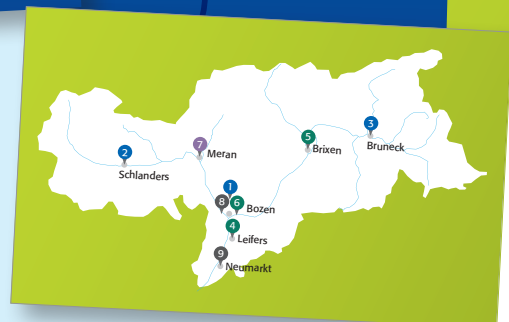 3
5
Bruneck
7
Brixen
2
Meran
Schlanders
1
8
6
Bozen
4
Leifers
9
Neumarkt